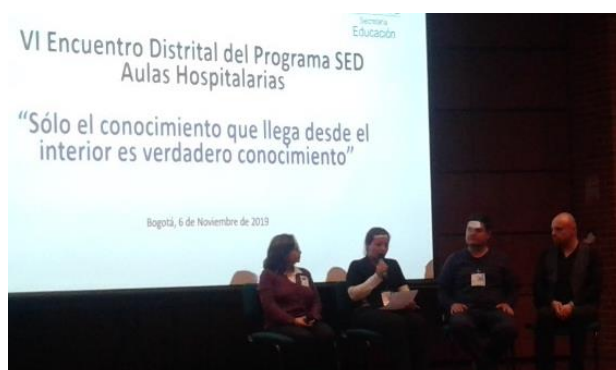 Secretaría
Educación
VI Encuentro Distrital del Programa SED
Aulas Hospitalarias
“Sólo el conocimiento que llega desde el
interior es verdadero conocimiento”
Bogotá, 6 de Noviembre de 2019